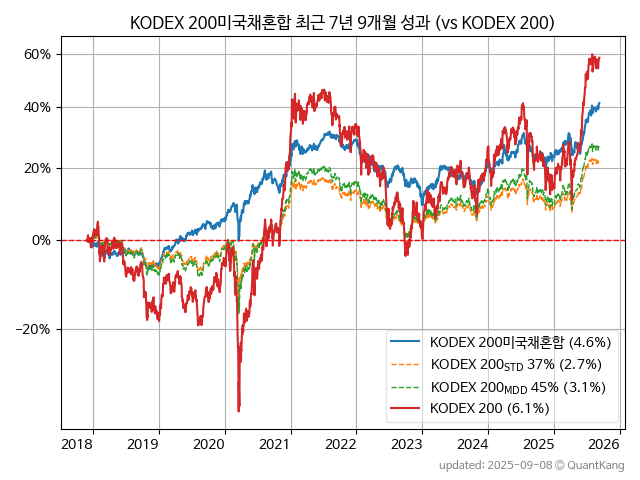 KODEX 200미국채혼합 최근 7년 9개월 성과 (vs KODEX 200)
60%
40%
20%
0%
−20%
KODEX 200미국채혼합 (4.6%)
KODEX 200STD 37% (2.7%)
KODEX 200MDD 45% (3.1%)
KODEX 200 (6.1%)
2018 2019 2020 2021 2022 2023 2024 2025 2026
updated: 2025-09-08 © QuantKang